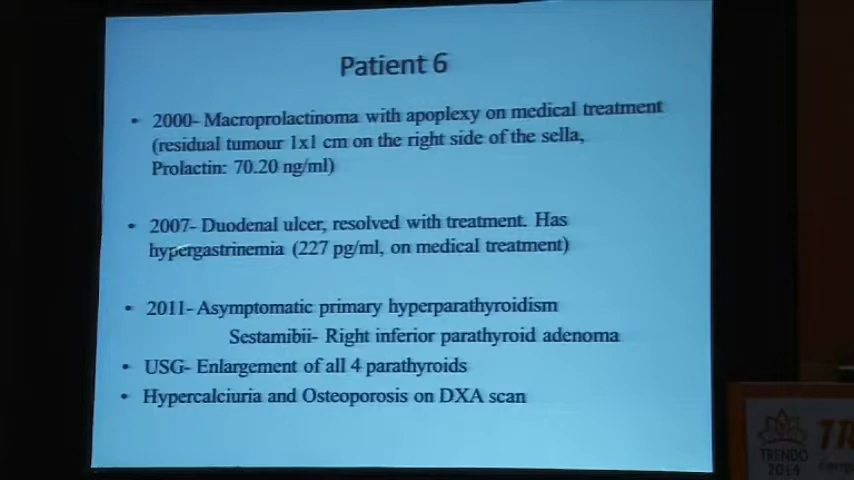 Patient 6
• 2000- Macroprolactinoma with apoplexy on medical treatment
(residual tumour 1x1 cm on the right side of the sella,
Prolactin: 70.20 ng/ml)
• 2007- Duodenal ulcer, resolved with treatment. Has
hypergastrinemia (227 pg/ml, on medical treatment)
• 2011- Asymptomatic primary hyperparathyroidism
Sestamibii- Right inferior parathyroid adenoma
• USG- Enlargement of all 4 parathyroids
• Hypercalciuria and Osteoporosis on DXA scan
TRENDO
2014